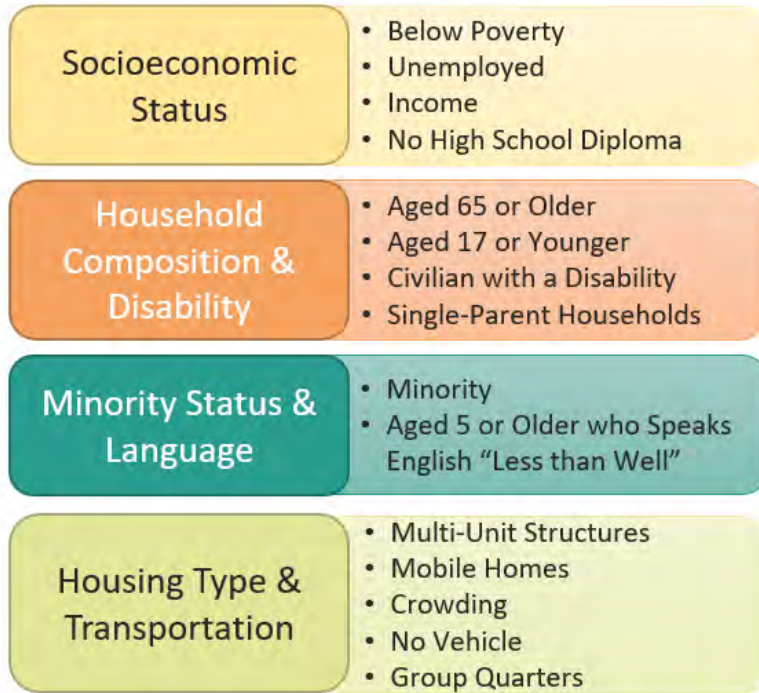 Socioeconomic
Status
• Below Poverty
• Unemployed
• Income
• No High School Diploma
Household
Composition &
Disability
• Aged 65 or Older
• Aged 17 or Younger
• Civilian with a Disability
• Single-Parent Households
Minority Status &
Language
• Minority
• Aged 5 or Older who Speaks
English “Less than Well”
Housing Type &
Transportation
• Multi-Unit Structures
• Mobile Homes
• Crowding
• No Vehicle
• Group Quarters